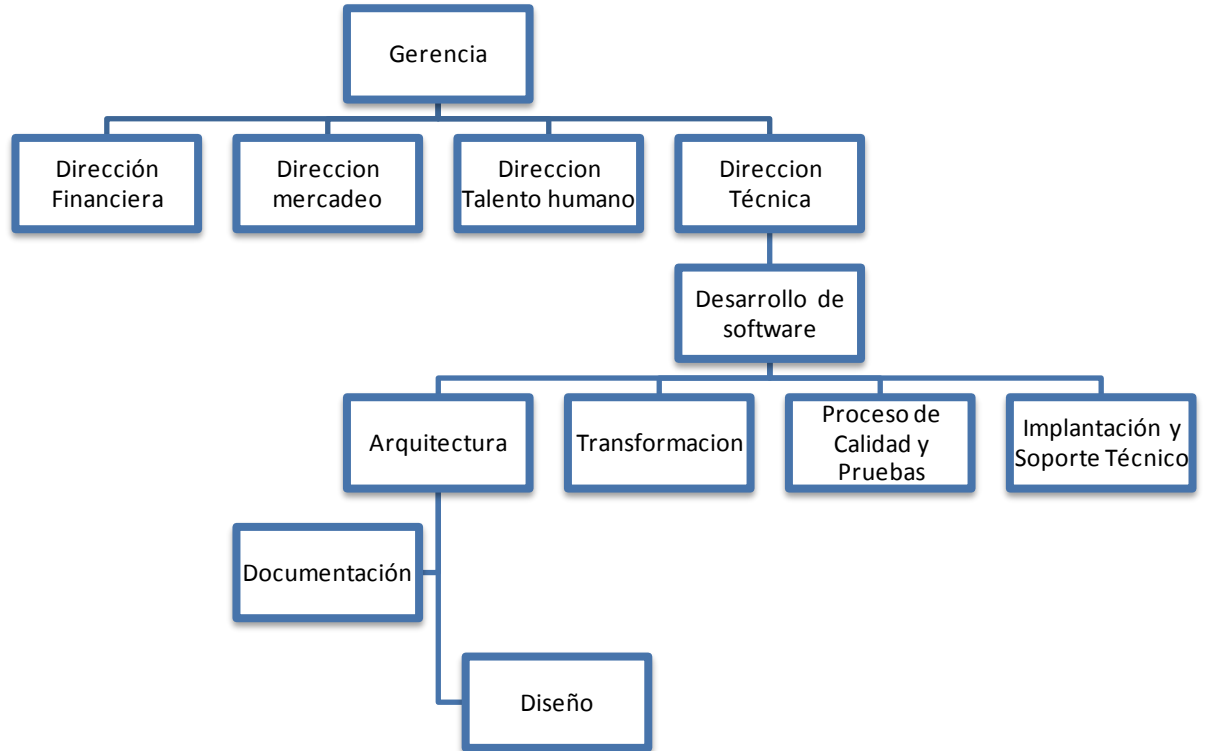 Gerencia
Dirección
Financiera
Direccion
mercadeo
Direccion
Talento humano
Direccion
Técnica
Desarrollo de
software
Arquitectura
Transformacion
Proceso de
Calidad y
Pruebas
Implantación y
Soporte Técnico
Documentación
Diseño